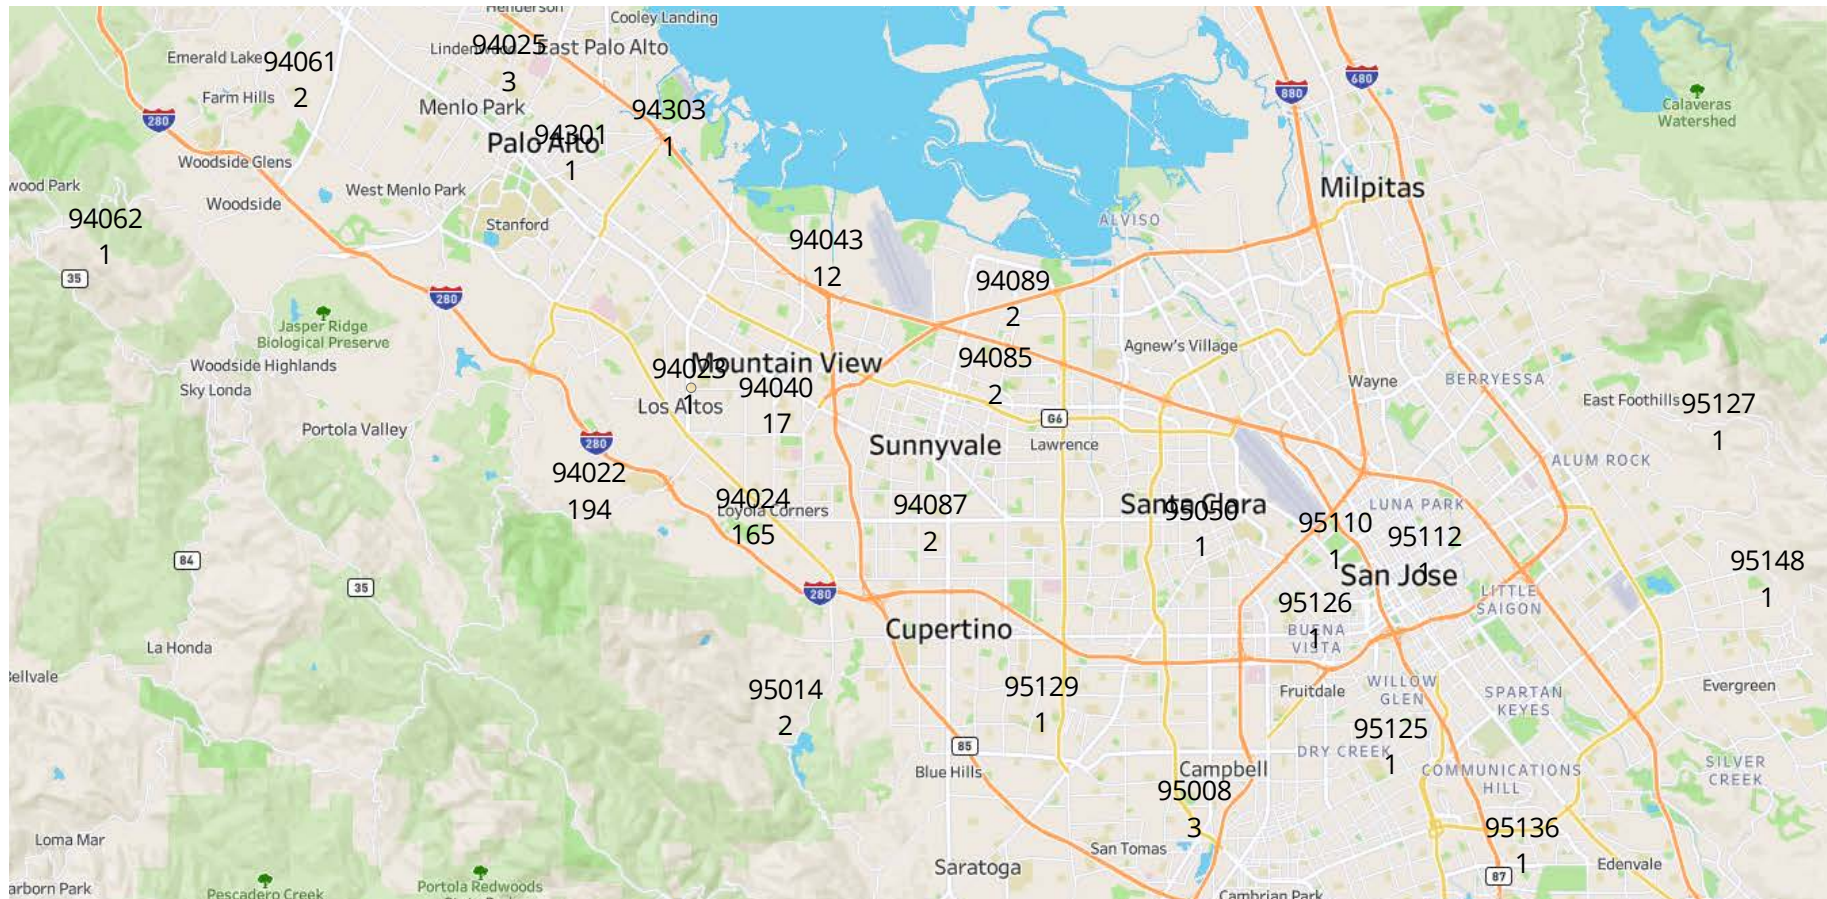 Henderson
Cooley Landing
Emerald Lake
94061
2
Lindenwood
94025
3
East Palo Alto
Farm Hills
Menlo Park
94303
1
280
880
680
Calaveras
Watershed
Palo Alto
94301
1
Woodside Glens
West Menlo Park
Milpitas
wood Park
Woodside
94062
1
Stanford
ALVISO
94043
12
35
94089
2
280
Jasper Ridge
Biological Preserve
Agnew's Village
Woodside Highlands
Sky Londa
94023
1
Mountain View
94040
17
94085
2
Wayne
BERRYESSA
East Foothills
95127
1
Los Altos
G6
Portola Valley
280
Sunnyvale
Lawrence
ALUM ROCK
94022
194
94024
165
Loyola Corners
94087
2
Santa Clara
95050
1
LUNA PARK
95110
1
95112
1
84
San Jose
95148
1
35
280
LITTLE
SAIGON
95126
1
Cupertino
BUENA
VISTA
La Honda
Bellvale
95014
2
95129
1
Fruitdale
WILLOW
GLEN
SPARTAN
KEYES
Evergreen
95125
1
85
DRY CREEK
Blue Hills
Campbell
COMMUNICATIONS
HILL
SILVER
CREEK
95008
3
Loma Mar
95136
1
San Tomas
Saratoga
Edenvale
87
arborn Park
Pescadero Creek
Portola Redwoods
Cambrian Park